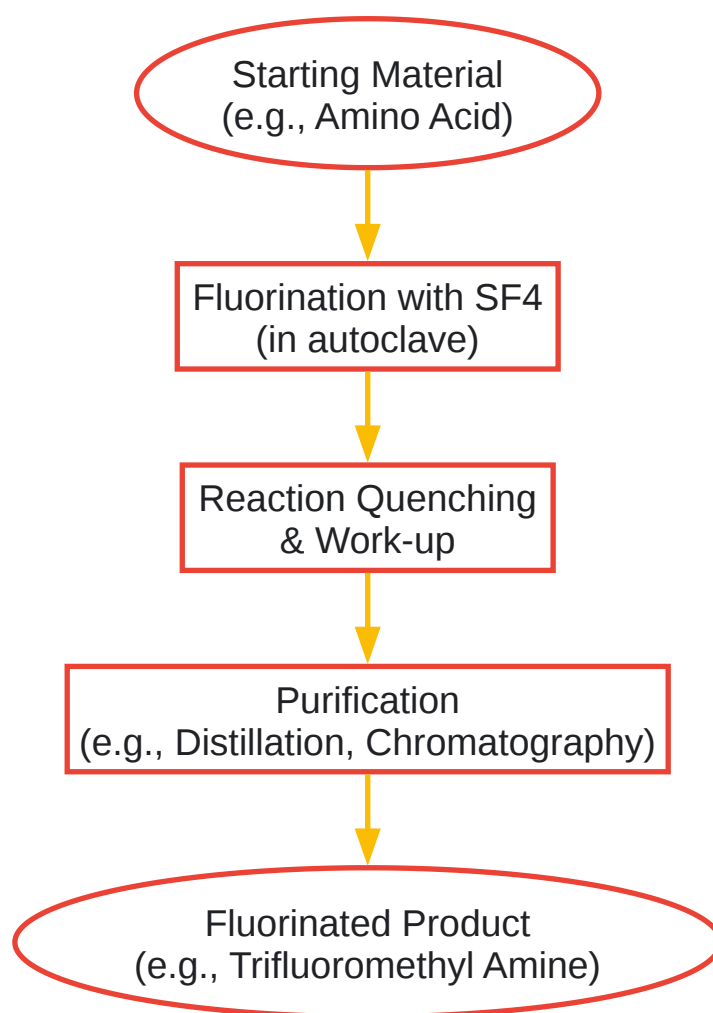 Starting Material
(e.g., Amino Acid)
Fluorination with SF4
(in autoclave)
Reaction Quenching
& Work-up
Purification
(e.g., Distillation, Chromatography)
Fluorinated Product
(e.g., Trifluoromethyl Amine)